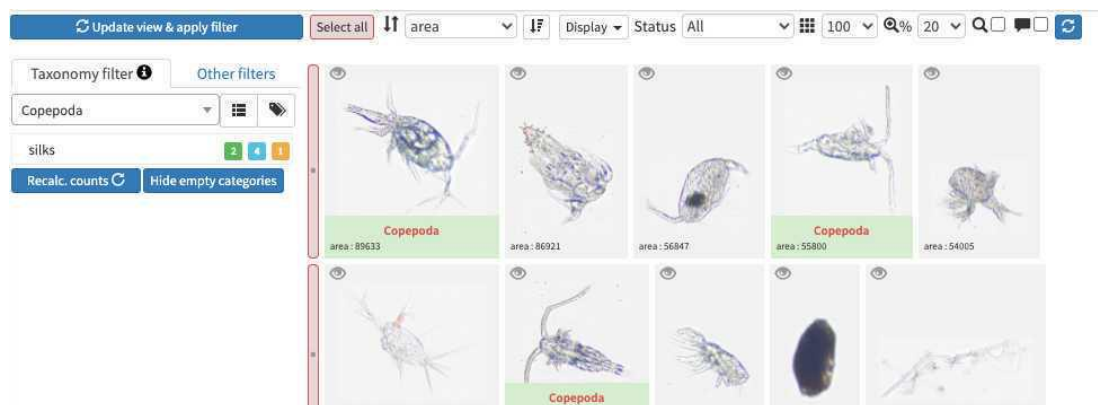 Update view & apply filter Select all area Display Status All 100 % 20
Taxonomy filter Other filters
Copepoda
silks 2 4 1
Recalc. counts Hide empty categories
Copepoda Copepoda
area : 89633 area : 86921 area : 56847 area : 55800 area : 54005
Copepoda